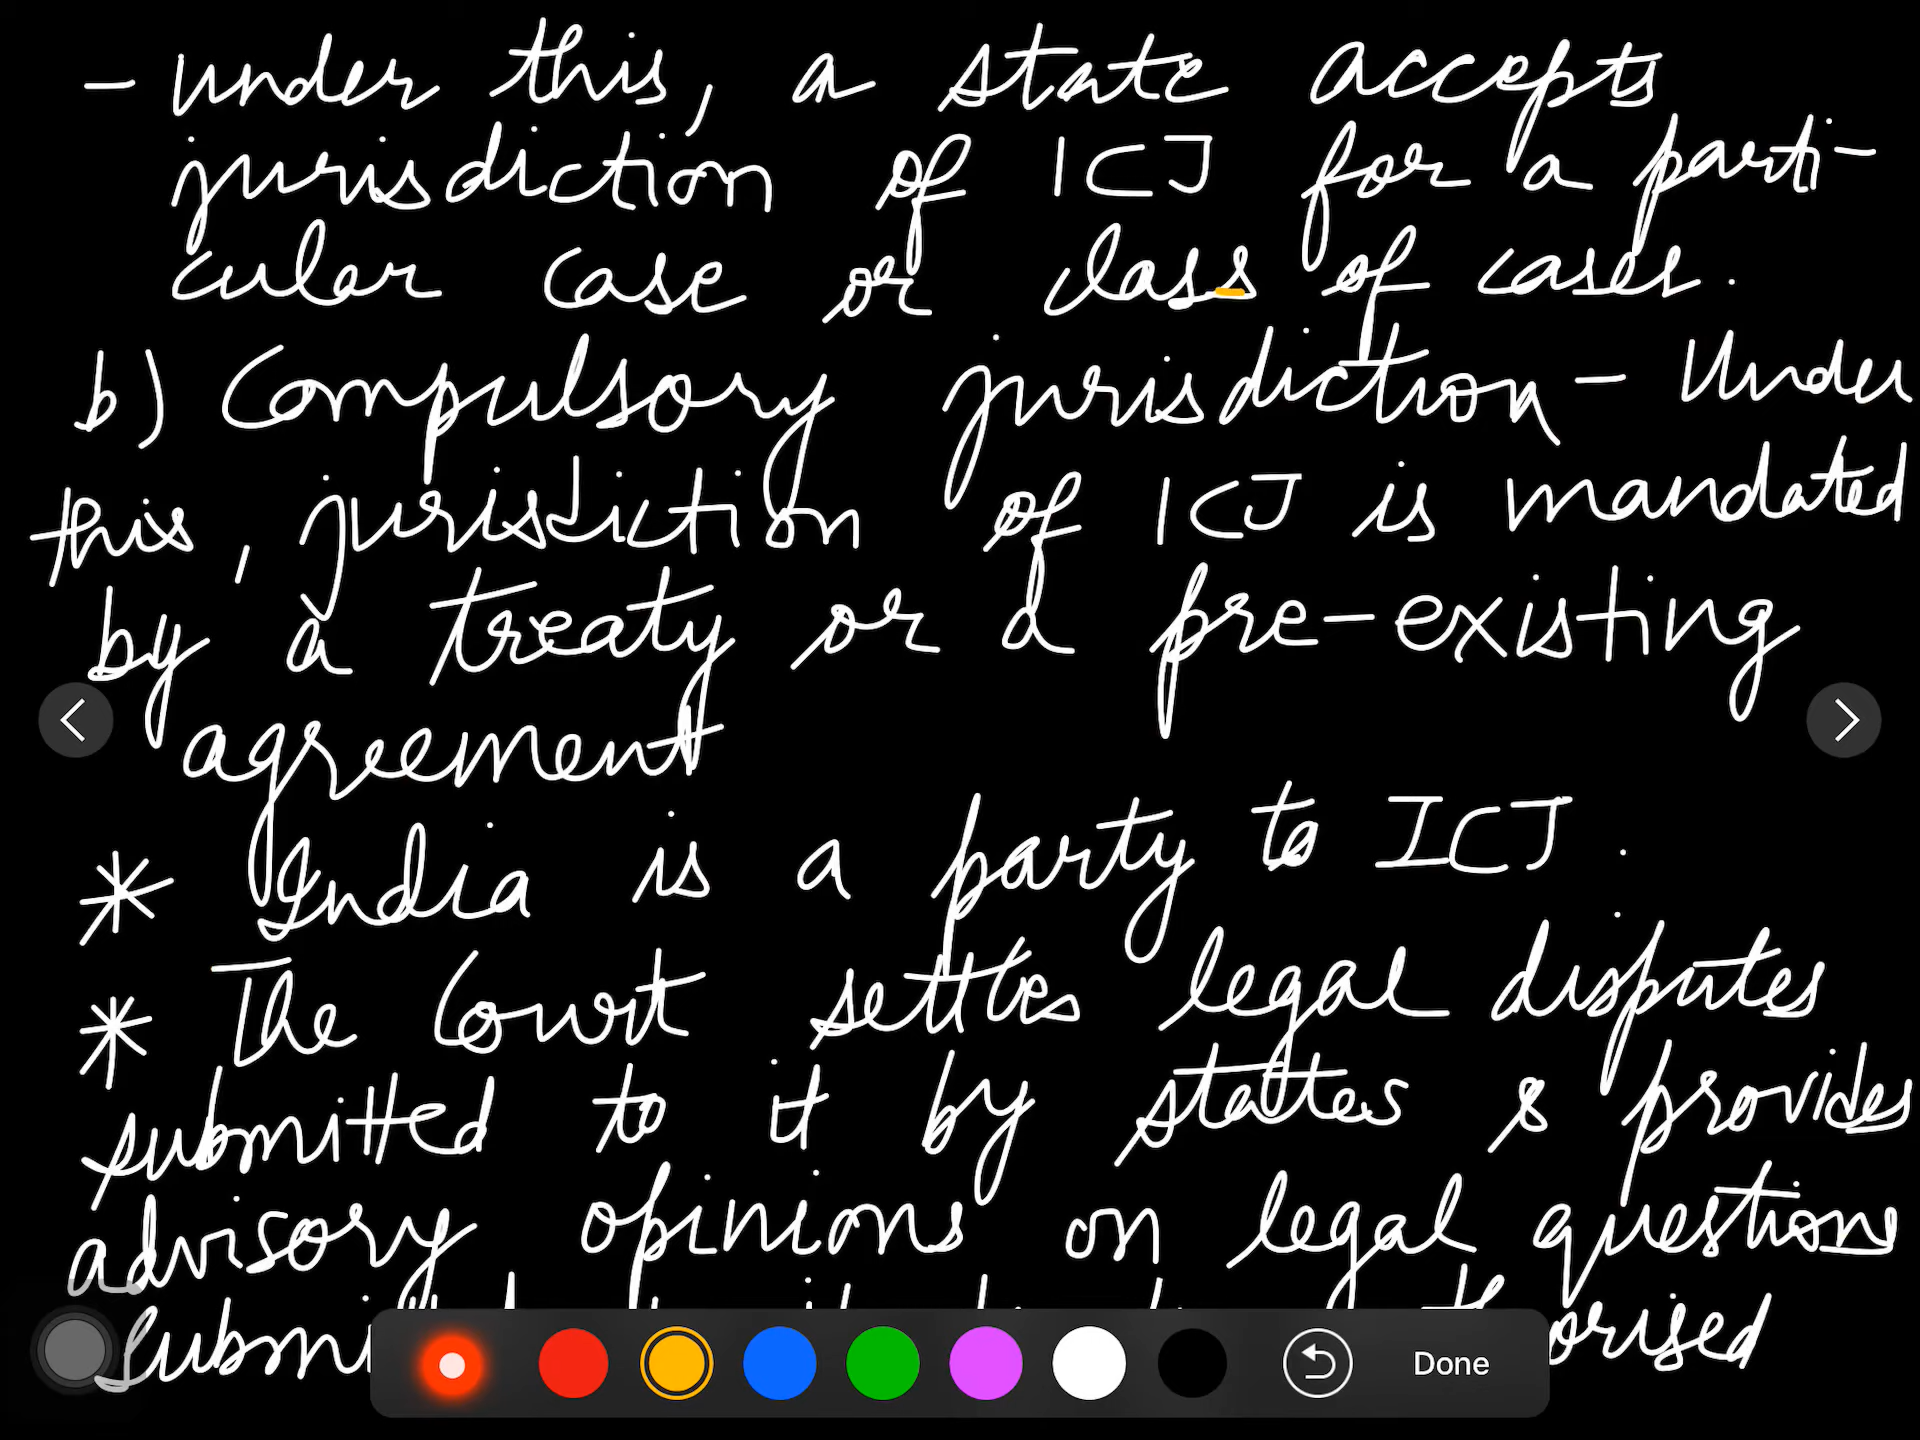 - under this, a state accepts
jurisdiction of ICJ for a parti-
cular case or class of cases.
b) Compulsory jurisdiction - Under
this, jurisdiction of ICJ is mandated
by a treaty or a pre-existing
agreement
* India is a party to ICJ.
* The Court settles legal disputes
submitted to it by states & provides
advisory opinions on legal questions
Done